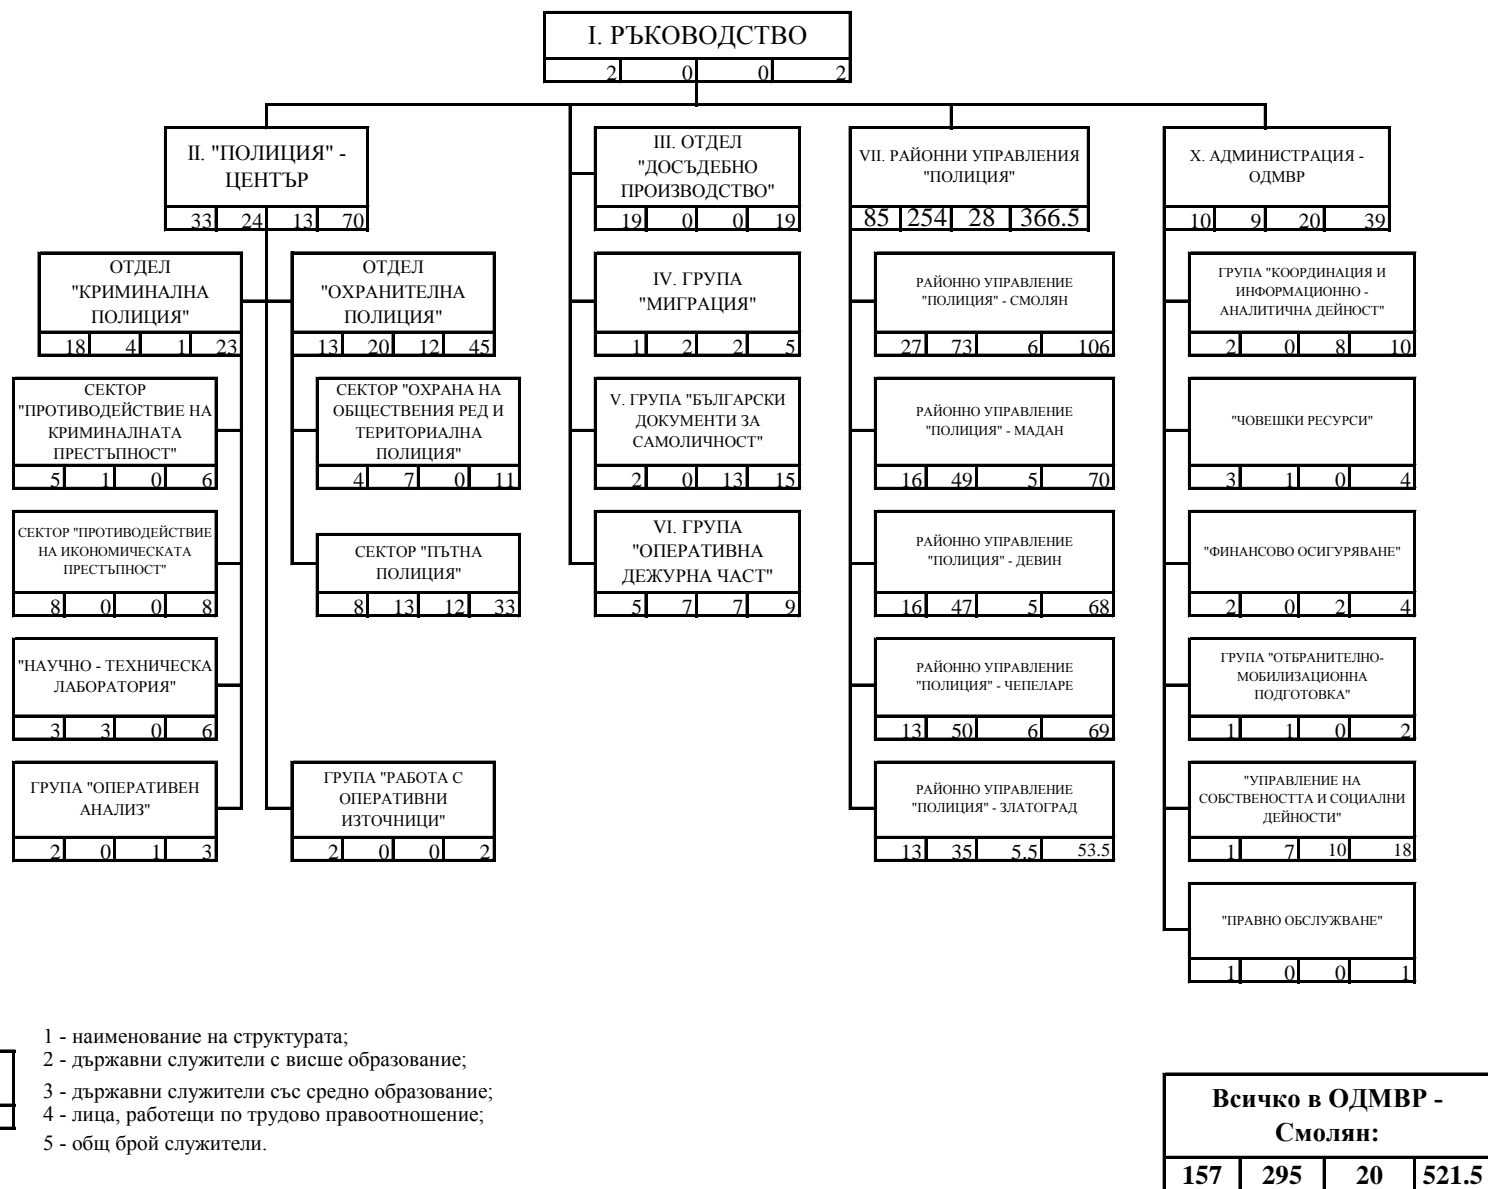 I. РЪКОВОДСТВО
2 0 0 2
II. "ПОЛИЦИЯ" -
ЦЕНТЪР
33 24 13 70
III. ОТДЕЛ
"ДОСЪДЕБНО
ПРОИЗВОДСТВО"
19 0 0 19
VII. РАЙОННИ УПРАВЛЕНИЯ
"ПОЛИЦИЯ"
85 254 28 366.5
X. АДМИНИСТРАЦИЯ -
ОДМВР
10 9 20 39
ОТДЕЛ
"КРИМИНАЛНА
ПОЛИЦИЯ"
18 4 1 23
ОТДЕЛ
"ОХРАНИТЕЛНА
ПОЛИЦИЯ"
13 20 12 45
IV. ГРУПА
"МИГРАЦИЯ"
1 2 2 5
РАЙОННО УПРАВЛЕНИЕ
"ПОЛИЦИЯ" - СМОЛЯН
27 73 6 106
ГРУПА "КООРДИНАЦИЯ И
ИНФОРМАЦИОННО -
АНАЛИТИЧНА ДЕЙНОСТ"
2 0 8 10
СЕКТОР
"ПРОТИВОДЕЙСТВИЕ НА
КРИМИНАЛНАТА
ПРЕСТЪПНОСТ"
5 1 0 6
СЕКТОР "ОХРАНА НА
ОБЩЕСТВЕНИЯ РЕД И
ТЕРИТОРИАЛНА
ПОЛИЦИЯ"
4 7 0 11
V. ГРУПА "БЪЛГАРСКИ
ДОКУМЕНТИ ЗА
САМОЛИЧНОСТ"
2 0 13 15
РАЙОННО УПРАВЛЕНИЕ
"ПОЛИЦИЯ" - МАДАН
16 49 5 70
"ЧОВЕШКИ РЕСУРСИ"
3 1 0 4
СЕКТОР "ПРОТИВОДЕЙСТВИЕ
НА ИКОНОМИЧЕСКАТА
ПРЕСТЪПНОСТ"
8 0 0 8
СЕКТОР "ПЪТНА
ПОЛИЦИЯ"
8 13 12 33
VI. ГРУПА
"ОПЕРАТИВНА
ДЕЖУРНА ЧАСТ"
5 7 7 9
РАЙОННО УПРАВЛЕНИЕ
"ПОЛИЦИЯ" - ДЕВИН
16 47 5 68
"ФИНАНСОВО ОСИГУРЯВАНЕ"
2 0 2 4
"НАУЧНО - ТЕХНИЧЕСКА
ЛАБОРАТОРИЯ"
3 3 0 6
РАЙОННО УПРАВЛЕНИЕ
"ПОЛИЦИЯ" - ЧЕПЕЛАРЕ
13 50 6 69
ГРУПА "ОТБРАНИТЕЛНО-
МОБИЛИЗАЦИОННА
ПОДГОТОВКА"
1 1 0 2
ГРУПА "ОПЕРАТИВЕН
АНАЛИЗ"
2 0 1 3
ГРУПА "РАБОТА С
ОПЕРАТИВНИ
ИЗТОЧНИЦИ"
2 0 0 2
РАЙОННО УПРАВЛЕНИЕ
"ПОЛИЦИЯ" - ЗЛАТОГРАД
13 35 5.5 53.5
"УПРАВЛЕНИЕ НА
СОБСТВЕНОСТТА И СОЦИАЛНИ
ДЕЙНОСТИ"
1 7 10 18
"ПРАВНО ОБСЛУЖВАНЕ"
1 0 0 1
1 - наименование на структурата;
2 - държавни служители с висше образование;
3 - държавни служители със средно образование;
4 - лица, работещи по трудово правоотношение;
5 - общ брой служители.
Всичко в ОДМВР -
Смолян:
157 295 20 521.5